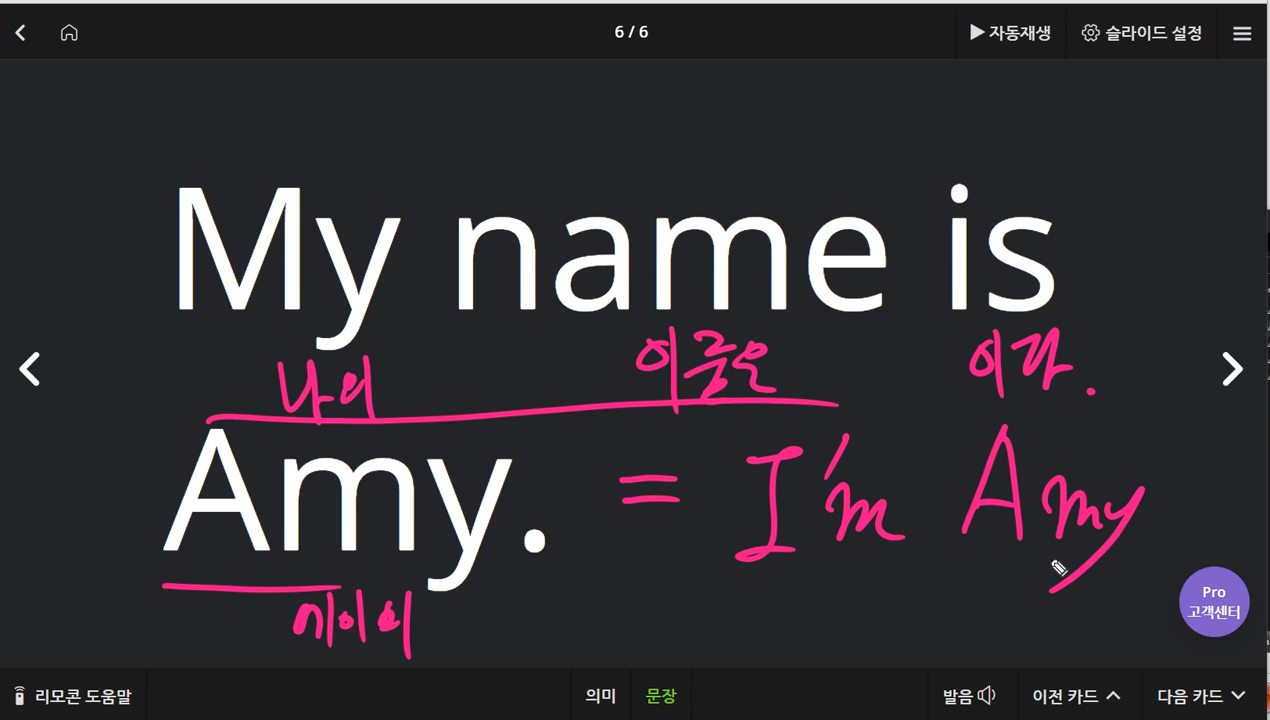 6 / 6
자동재생
슬라이드 설정
My name is
나의 이름은 이다.
Amy. = I'm Amy
에이미
Pro
고객센터
리모콘 도움말
의미
문장
발음
이전 카드
다음 카드